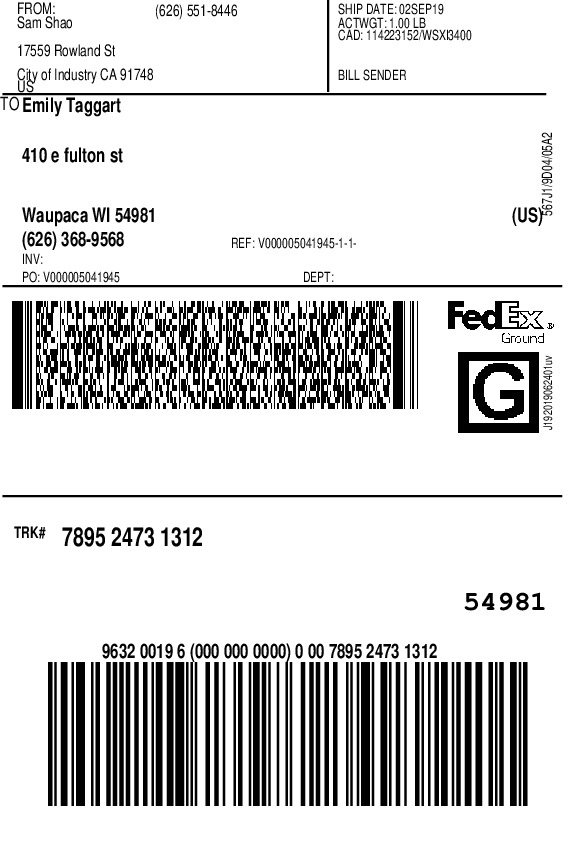 FROM: (626) 551-8446
Sam Shao
17559 Rowland St
City of Industry CA 91748
US
SHIP DATE: 02SEP19
ACTWGT: 1.00 LB
CAD: 114223152/WSXI3400
BILL SENDER
TO Emily Taggart
410 e fulton st
Waupaca WI 54981 (US)
(626) 368-9568 REF: V000005041945-1-1-
INV:
PO: V000005041945 DEPT:
567J1/9D04/05A2
FedEx®
Ground
G
J192019062401uv
TRK# 7895 2473 1312
54981
9632 0019 6 (000 000 0000) 0 00 7895 2473 1312